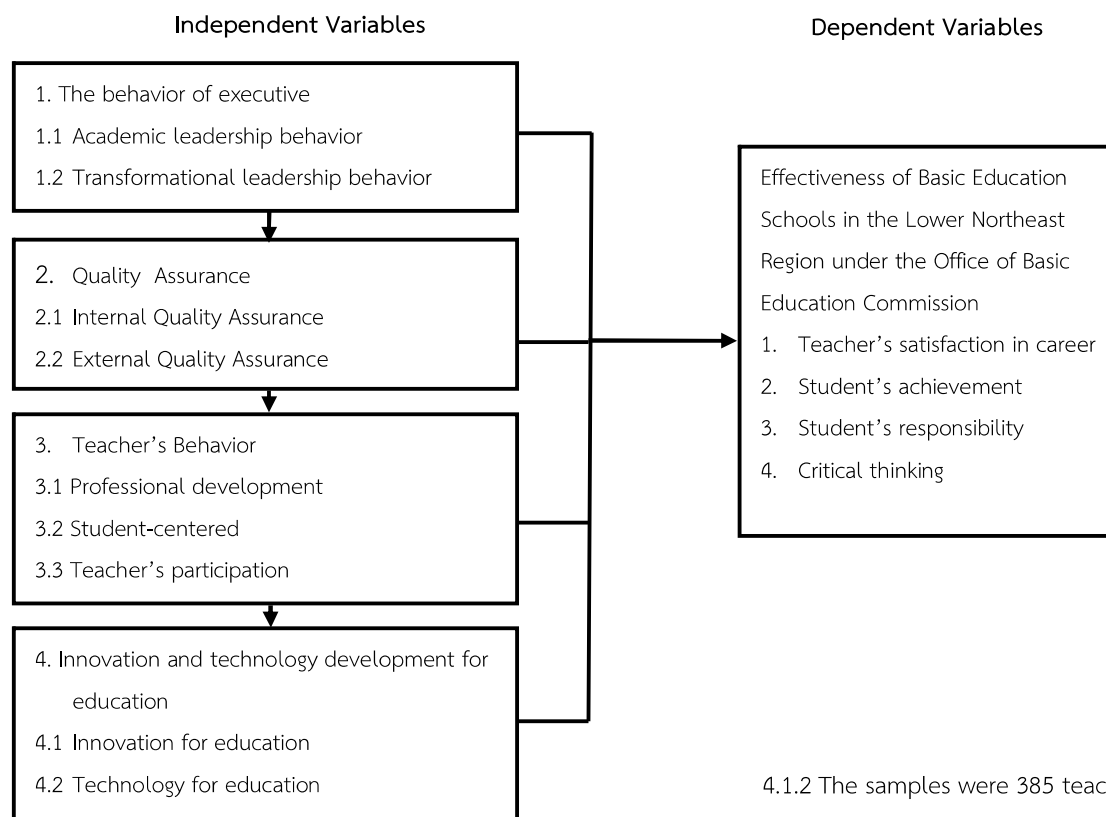 Independent Variables
Dependent Variables
1. The behavior of executive
1.1 Academic leadership behavior
1.2 Transformational leadership behavior
2. Quality Assurance
2.1 Internal Quality Assurance
2.2 External Quality Assurance
3. Teacher's Behavior
3.1 Professional development
3.2 Student-centered
3.3 Teacher's participation
4. Innovation and technology development for
education
4.1 Innovation for education
4.2 Technology for education
Effectiveness of Basic Education
Schools in the Lower Northeast
Region under the Office of Basic
Education Commission
1. Teacher's satisfaction in career
2. Student's achievement
3. Student's responsibility
4. Critical thinking
4.1.2 The samples were 385